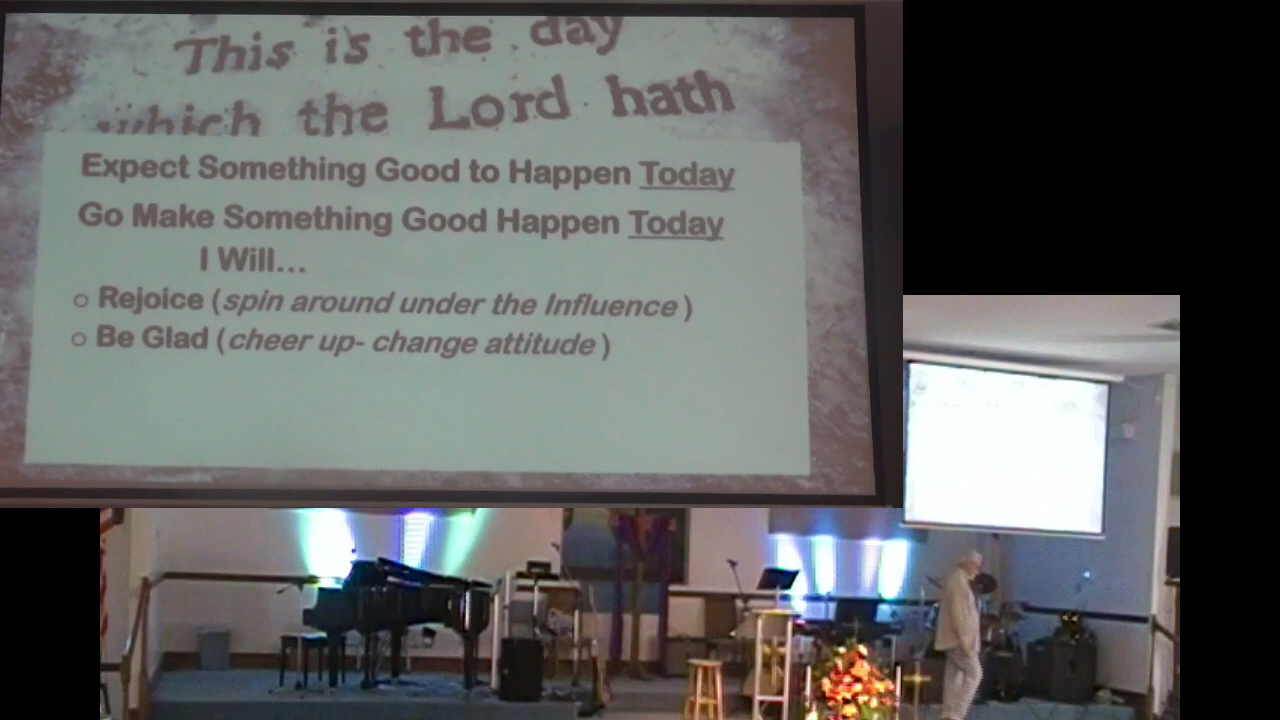 This is the day
which the Lord hath
Expect Something Good to Happen Today
Go Make Something Good Happen Today
I Will...
○ Rejoice (spin around under the Influence )
○ Be Glad (cheer up- change attitude )